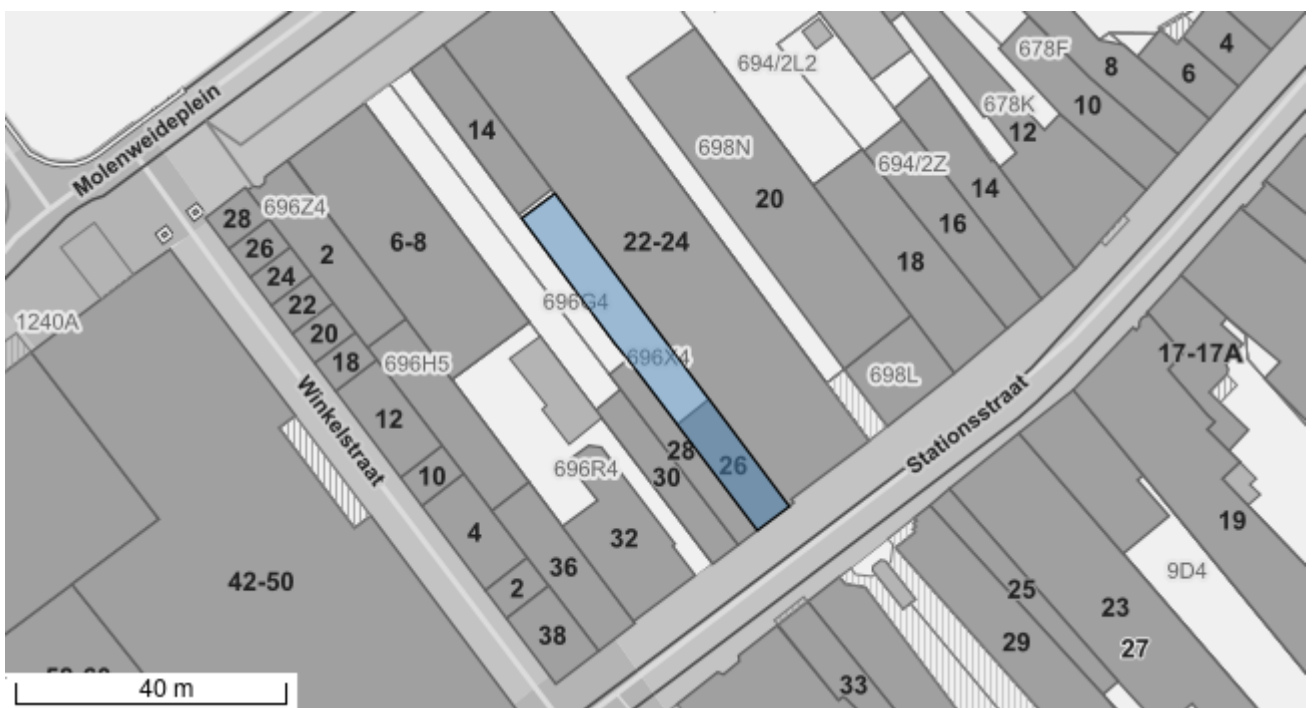 4
678F
8
6
694/2L2
10
678K
12
Molenweideplein
14
698N
694/2Z
14
20
28
696Z4
26
2
6-8
22-24
16
18
24
22
696G4
1240A
20
18
696H5
696X4
17-17A
698L
Winkelstraat
12
Stationsstraat
28
26
10
696R4
30
4
32
19
36
42-50
2
25
9D4
23
38
29
27
33
40 m